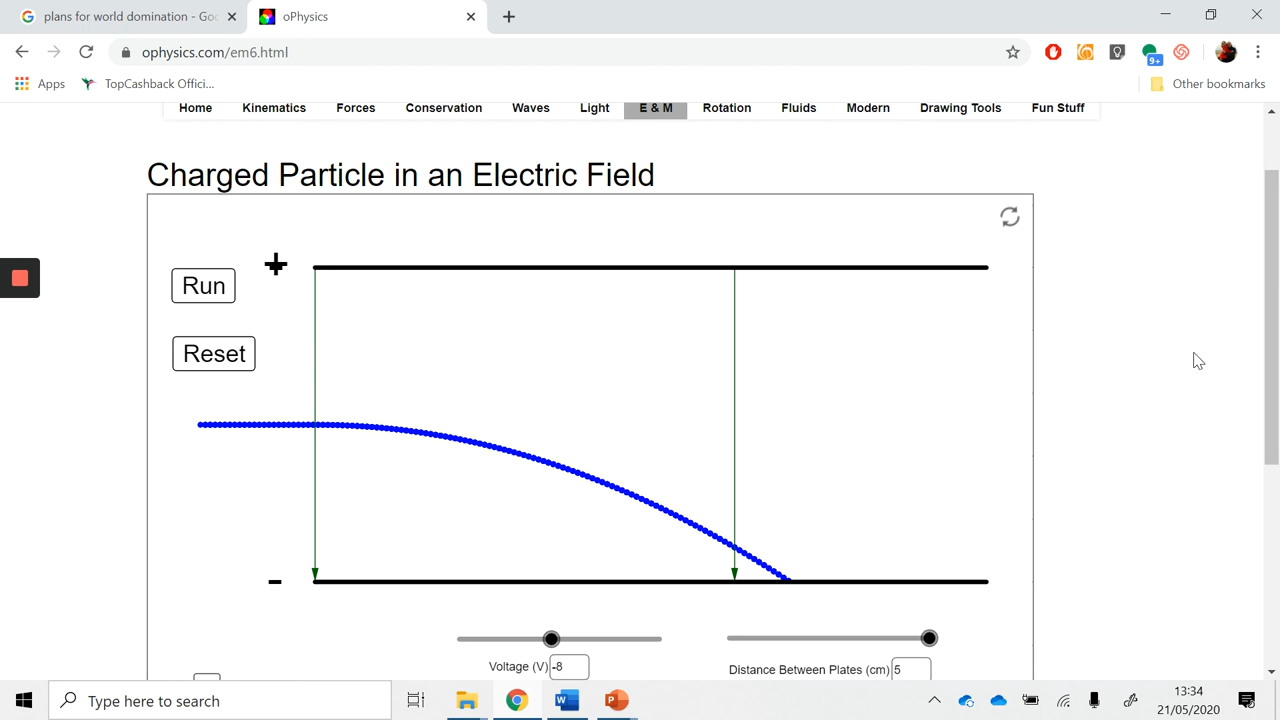 plans for world domination - Goo
oPhysics
ophysics.com/em6.html
9+
Apps
TopCashback Offici...
Other bookmarks
Home Kinematics Forces Conservation Waves Light E & M Rotation Fluids Modern Drawing Tools Fun Stuff
Charged Particle in an Electric Field
+
Run
Reset
-
Voltage (V) -8
Distance Between Plates (cm) 5
Type here to search
13:34
21/05/2020